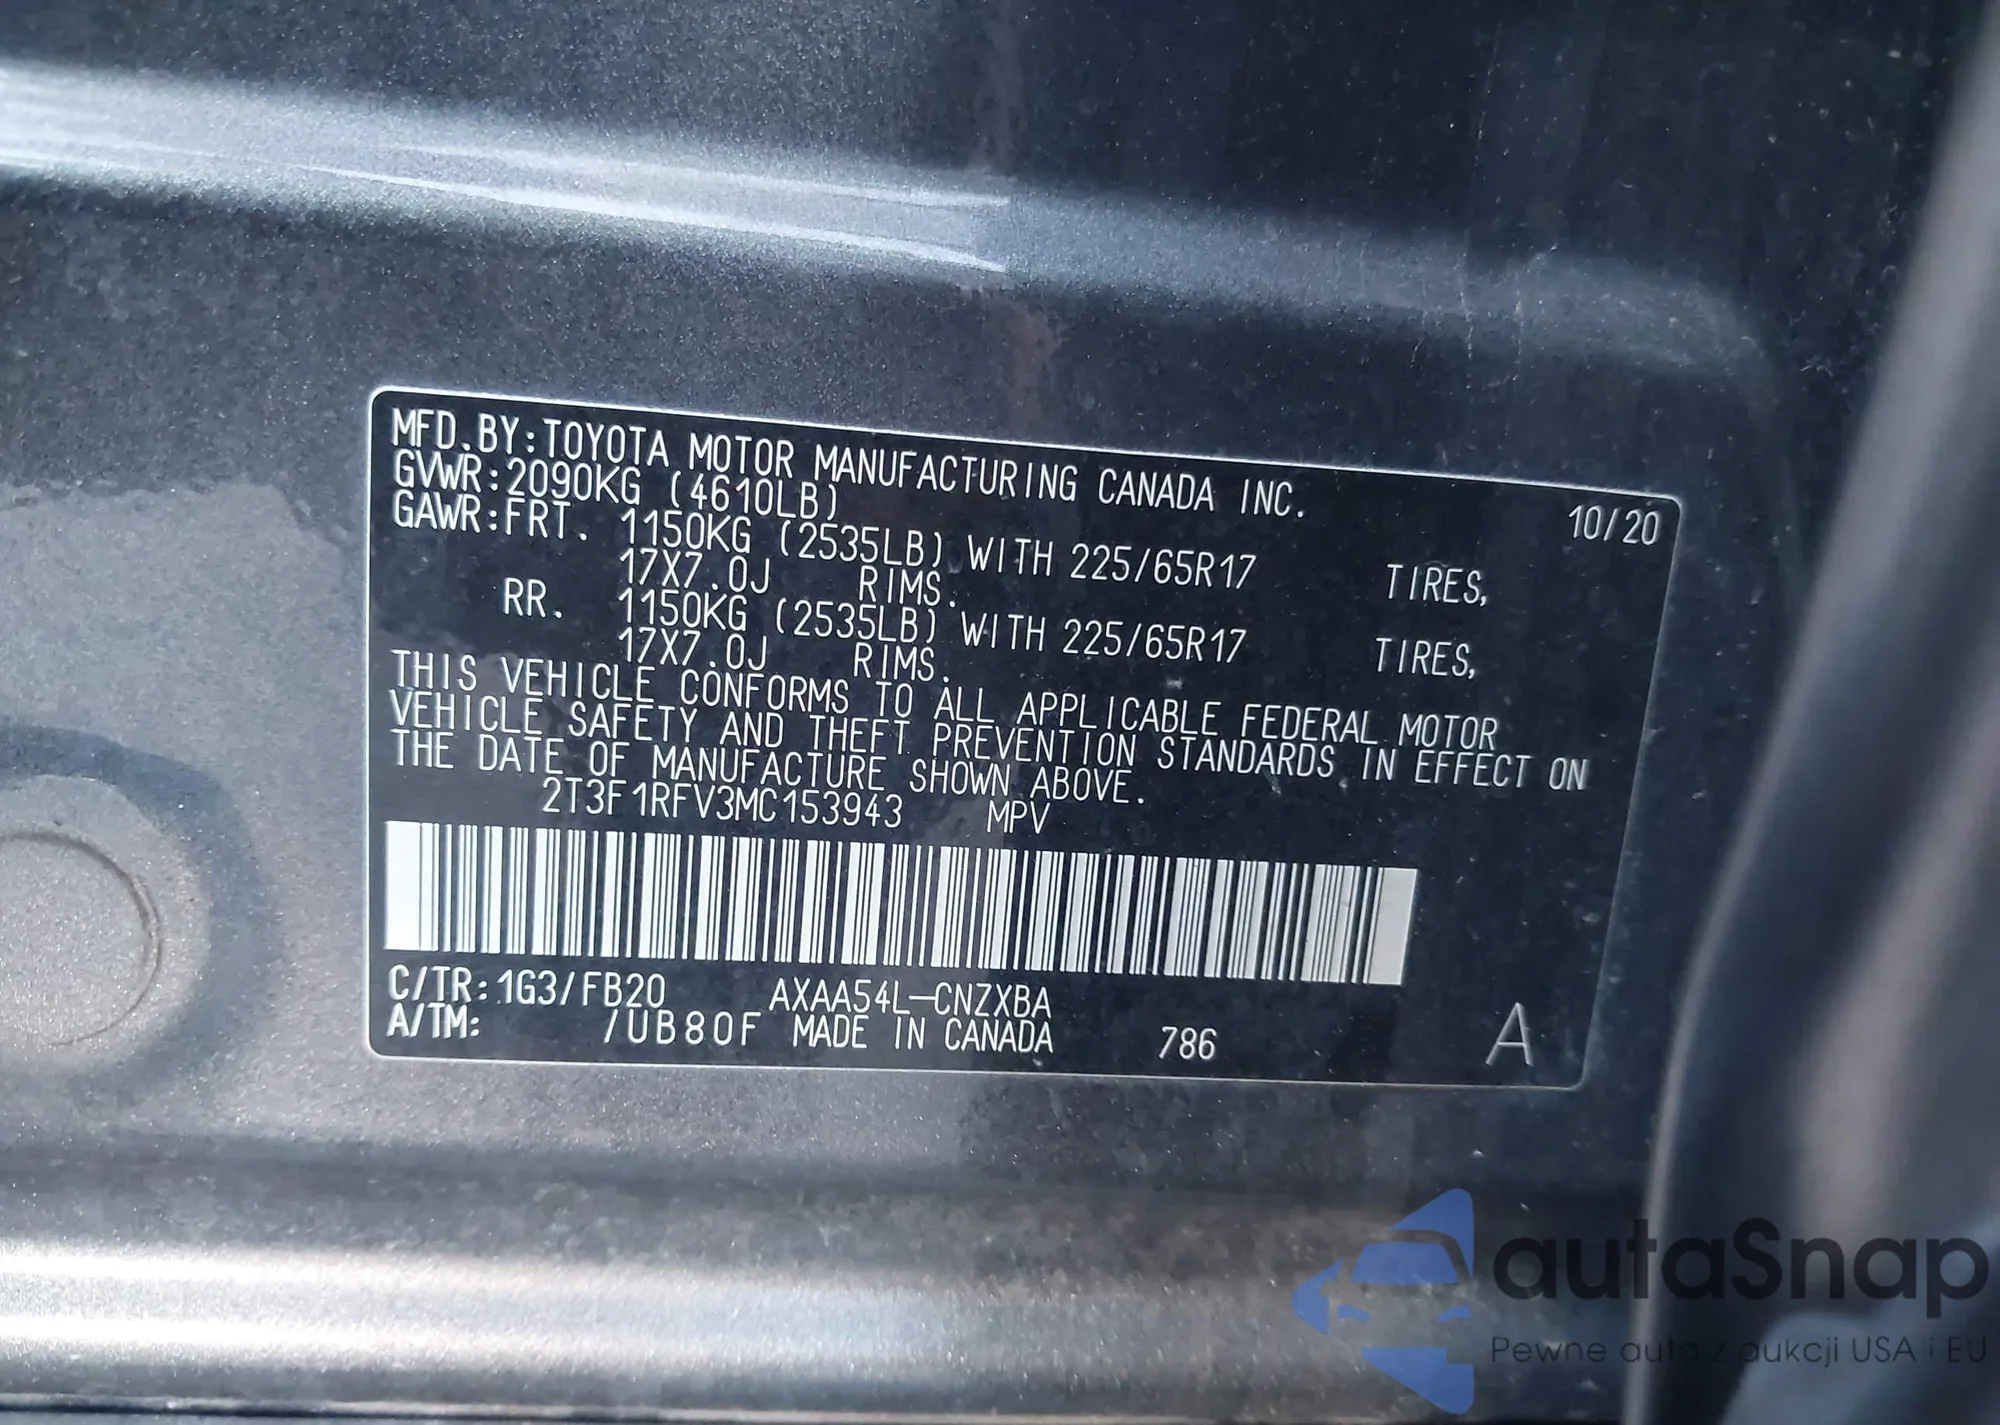 MFD.BY:TOYOTA MOTOR MANUFACTURING CANADA INC. 10/20
GVWR:2090KG (4610LB)
GAWR:FRT. 1150KG (2535LB) WITH 225/65R17 TIRES,
17X7.0J RIMS.
RR. 1150KG (2535LB) WITH 225/65R17 TIRES,
17X7.0J RIMS.
THIS VEHICLE CONFORMS TO ALL APPLICABLE FEDERAL MOTOR
VEHICLE SAFETY AND THEFT PREVENTION STANDARDS IN EFFECT ON
THE DATE OF MANUFACTURE SHOWN ABOVE.
2T3F1RFV3MC153943 MPV
C/TR:1G3/FB20 AXAA54L-CNZXBA
A/TM: /UB80F MADE IN CANADA 786 A
autaSnap
Pewne auta z aukcji USA i EU